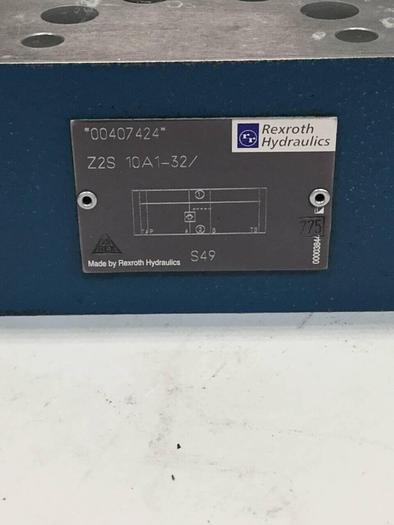 "00407424"
Rexroth
Hydraulics
Z2S 10A1-32/
1
2
T A P A B T B
775
Made by Rexroth Hydraulics
S49